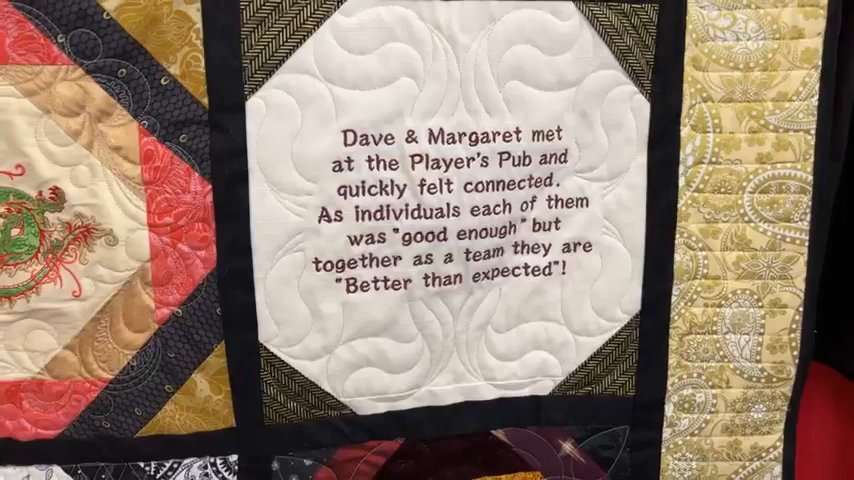 Dave & Margaret met
at the Player's Pub and
quickly felt connected.
As individuals each of them
was "good enough" but
together as a team they are
"Better than expected"!